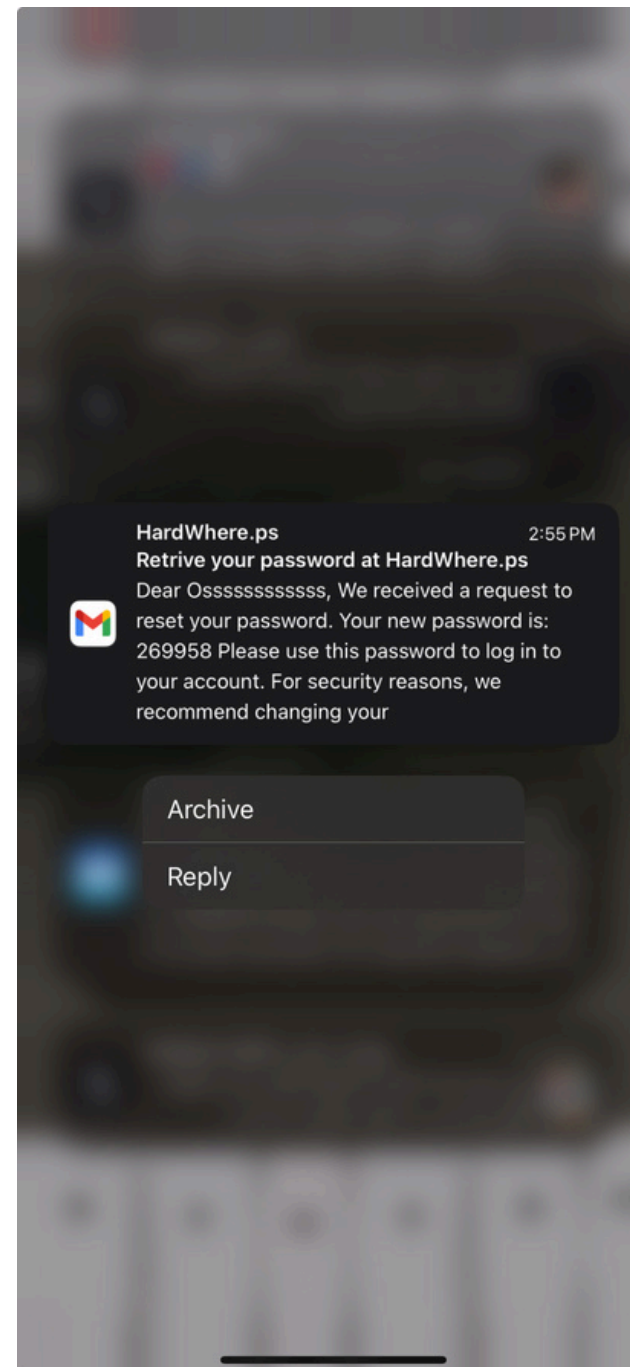 HardWhere.ps
2:55 PM
Retrive your password at HardWhere.ps
Dear Osssssssssssss, We received a request to
reset your password. Your new password is:
269958 Please use this password to log in to
your account. For security reasons, we
recommend changing your
Archive
Reply